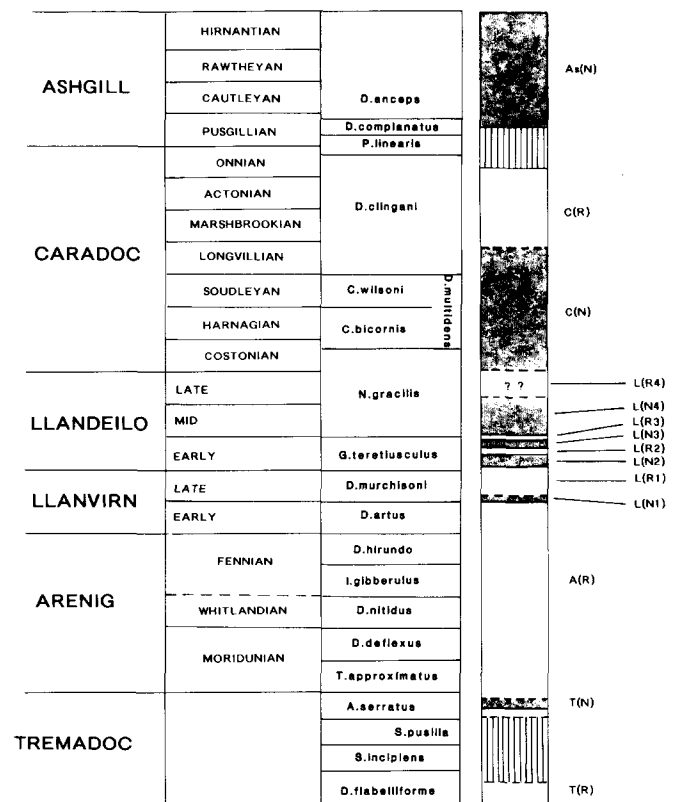 HIRNANTIAN
RAWTHEYAN
ASHGILL
CAUTLEYAN
D.anceps
As(N)
PUSGILLIAN
D.complanatus
P.linearis
ONNIAN
ACTONIAN
D.clingani
MARSHBROOKIAN
C(R)
CARADOC
LONGVILLIAN
SOUDLEYAN
C.wilsoni
D.multidens
HARNAGIAN
C.bicornis
C(N)
COSTONIAN
LLANDEILO
LATE
N.gracilis
? ?
L(R4)
MID
L(N4)
L(R3)
L(N3)
EARLY
G.teretiusculus
L(R2)
L(N2)
LLANVIRN
LATE
D.murchisoni
L(R1)
EARLY
D.artus
L(N1)
FENNIAN
D.hirundo
I.gibberulus
A(R)
ARENIG
WHITLANDIAN
D.nitidus
MORIDUNIAN
D.deflexus
T.approximatus
A.serratus
T(N)
S.pusilla
TREMADOC
S.incipiens
D.flabelliforme
T(R)